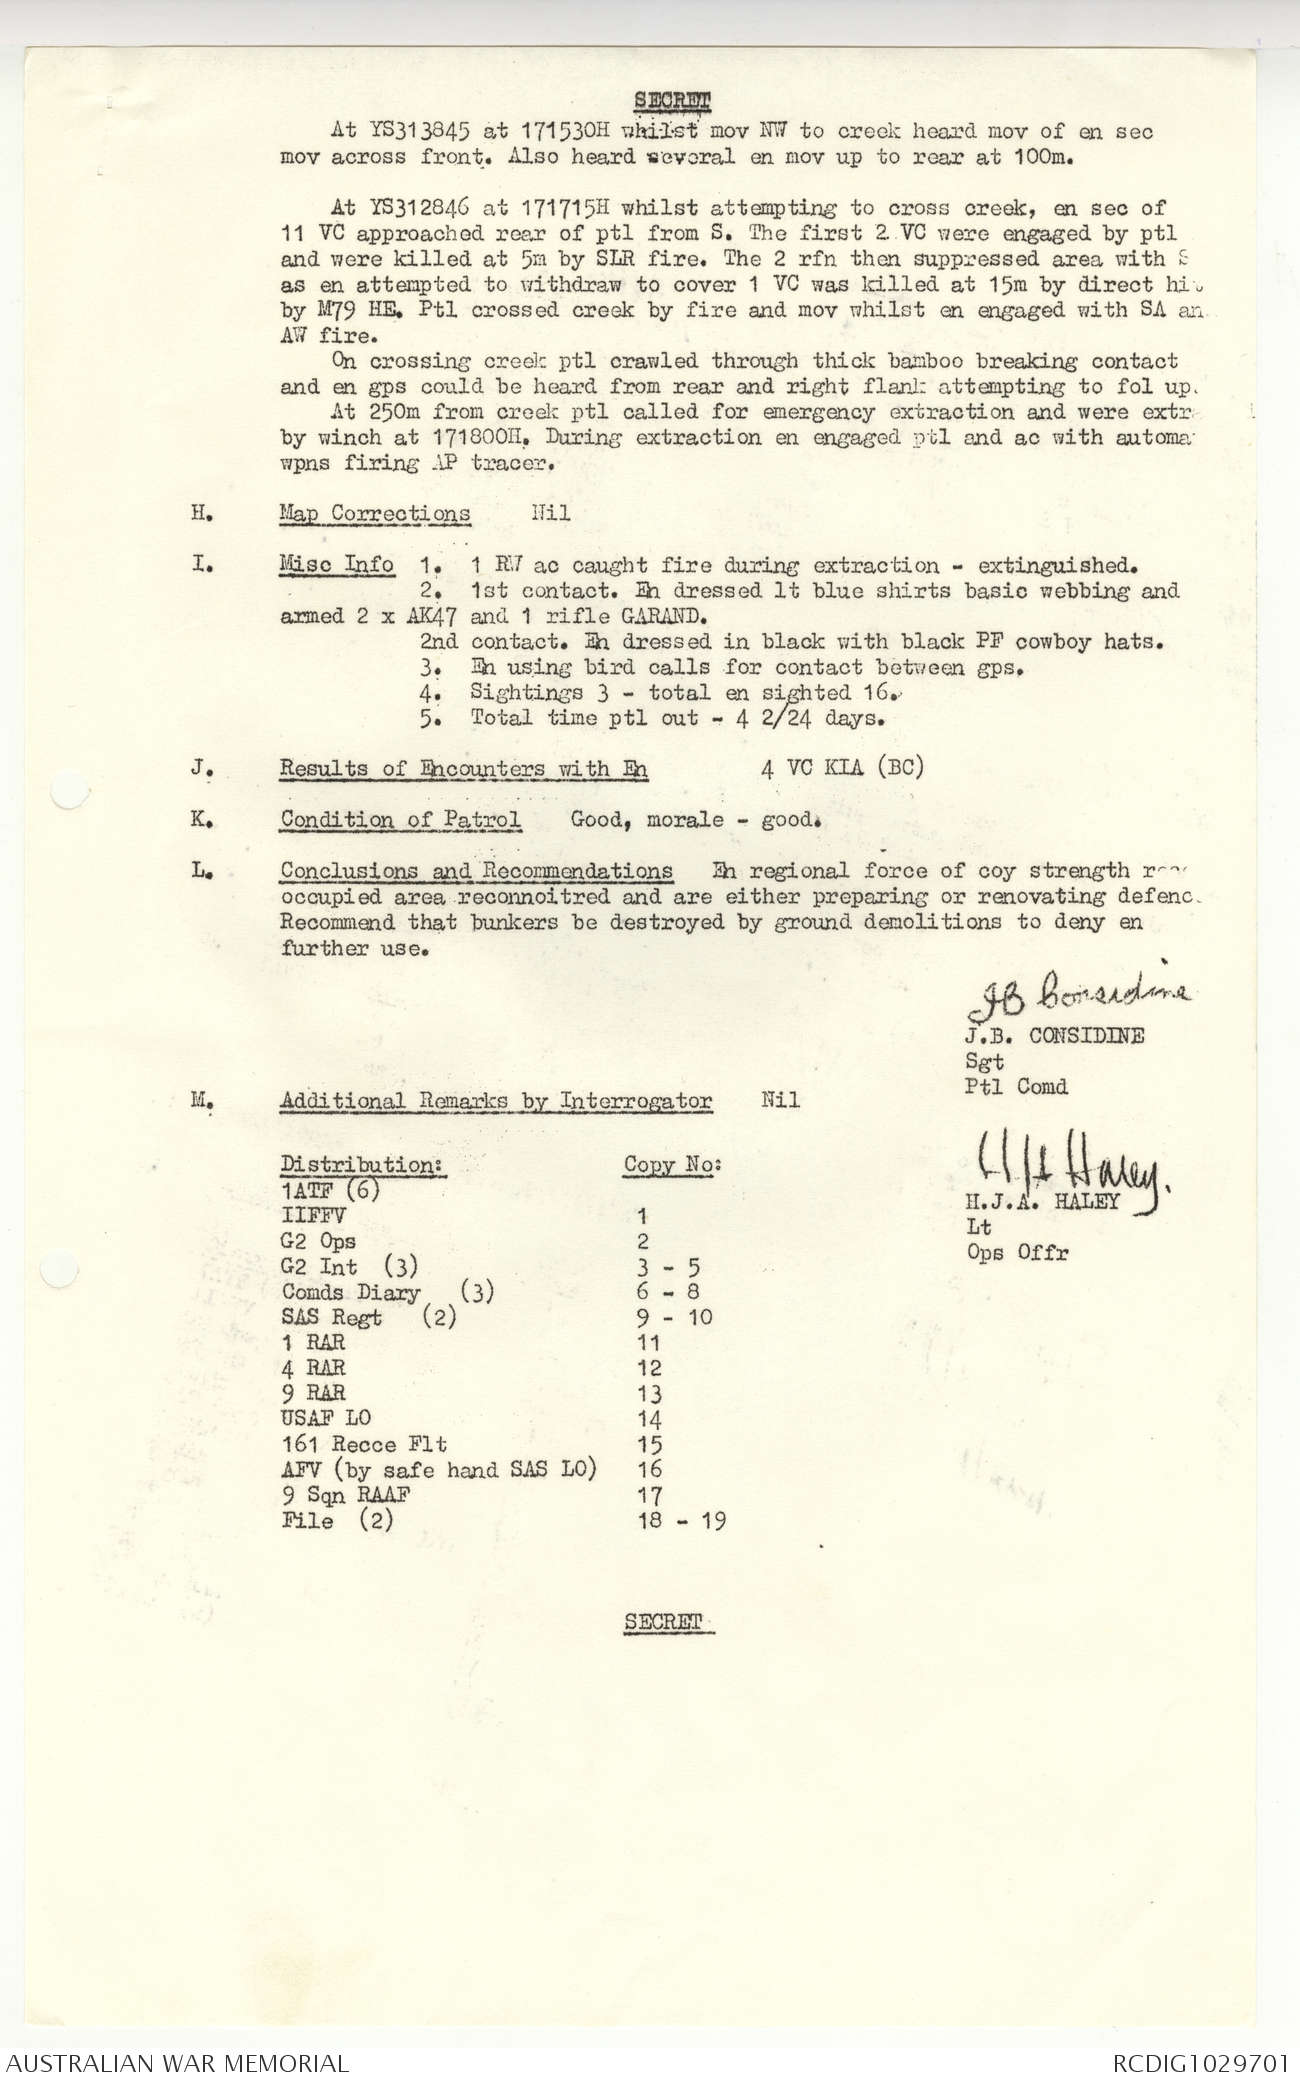 SECRET
At YS313845 at 171530H whilst mov NW to creek heard mov of en sec
mov across front. Also heard several en mov up to rear at 100m.
At YS312846 at 171715H whilst attempting to cross creek, en sec of
11 VC approached rear of ptl from S. The first 2 VC were engaged by ptl
and were killed at 5m by SLR fire. The 2 rfn then suppressed area with S
as en attempted to withdraw to cover 1 VC was killed at 15m by direct hit
by M79 HE. Ptl crossed creek by fire and mov whilst en engaged with SA an
AW fire.
On crossing creek ptl crawled through thick bamboo breaking contact
and en gps could be heard from rear and right flank attempting to fol up.
At 250m from creek ptl called for emergency extraction and were extr
by winch at 171800H. During extraction en engaged ptl and ac with automa
wpns firing AP tracer.
H. Map Corrections Nil
I. Misc Info 1. 1 RW ac caught fire during extraction - extinguished.
2. 1st contact. En dressed lt blue shirts basic webbing and
armed 2 x AK47 and 1 rifle GARAND.
2nd contact. En dressed in black with black PF cowboy hats.
3. En using bird calls for contact between gps.
4. Sightings 3 - total en sighted 16.
5. Total time ptl out - 4 2/24 days.
J. Results of Encounters with En 4 VC KIA (BC)
K. Condition of Patrol Good, morale - good.
L. Conclusions and Recommendations En regional force of coy strength
occupied area reconnoitred and are either preparing or renovating defenc
Recommend that bunkers be destroyed by ground demolitions to deny en
further use.
JB Considine
J.B. CONSIDINE
Sgt
Ptl Comd
M. Additional Remarks by Interrogator Nil
HJA Haley.
H.J.A. HALEY
Lt
Ops Offr
Distribution: Copy No:
1ATF (6)
IIFFV 1
G2 Ops 2
G2 Int (3) 3 - 5
Comds Diary (3) 6 - 8
SAS Regt (2) 9 - 10
1 RAR 11
4 RAR 12
9 RAR 13
USAF LO 14
161 Recce Flt 15
AFV (by safe hand SAS LO) 16
9 Sqn RAAF 17
File (2) 18 - 19
SECRET
AUSTRALIAN WAR MEMORIAL RCDIG1029701